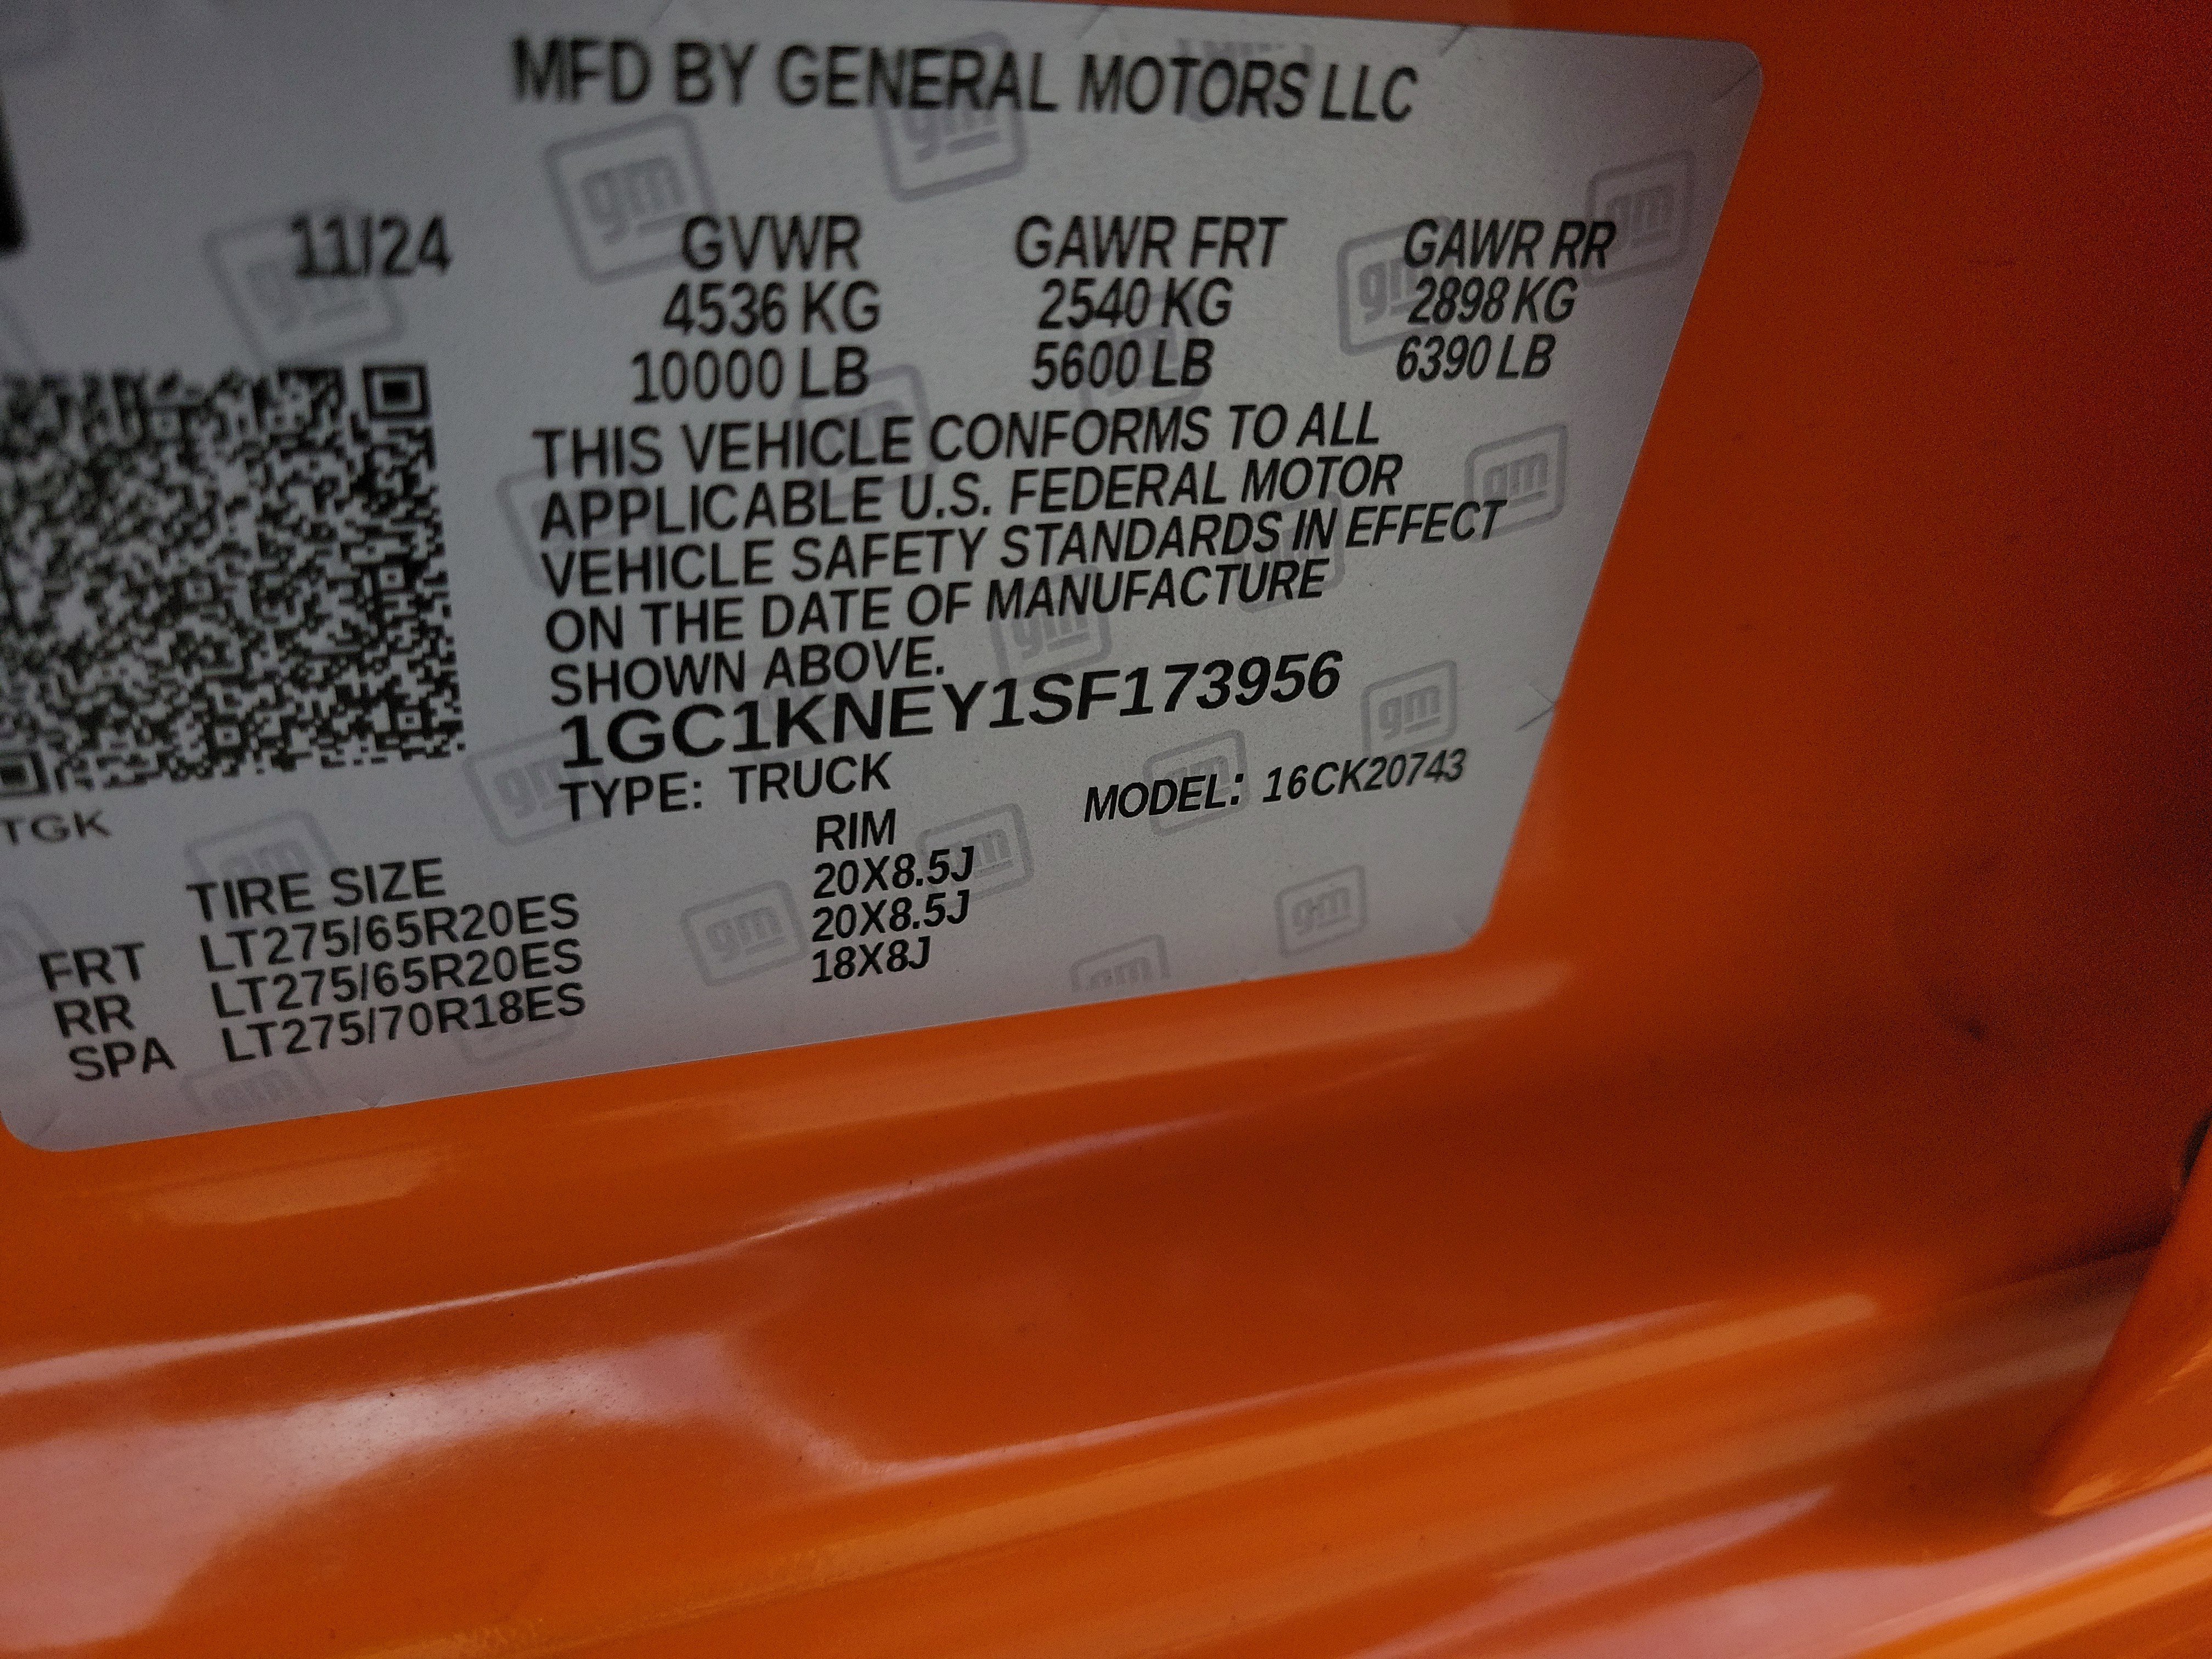 MFD BY GENERAL MOTORS LLC
11/24 GVWR GAWR FRT GAWR RR
4536 KG 2540 KG 2898 KG
10000 LB 5600 LB 6390 LB
THIS VEHICLE CONFORMS TO ALL
APPLICABLE U.S. FEDERAL MOTOR
VEHICLE SAFETY STANDARDS IN EFFECT
ON THE DATE OF MANUFACTURE
SHOWN ABOVE.
1GC1KNEY1SF173956
TYPE: TRUCK MODEL: 16CK20743
TGK
TIRE SIZE RIM
FRT LT275/65R20ES 20X8.5J
RR LT275/65R20ES 20X8.5J
SPA LT275/70R18ES 18X8J